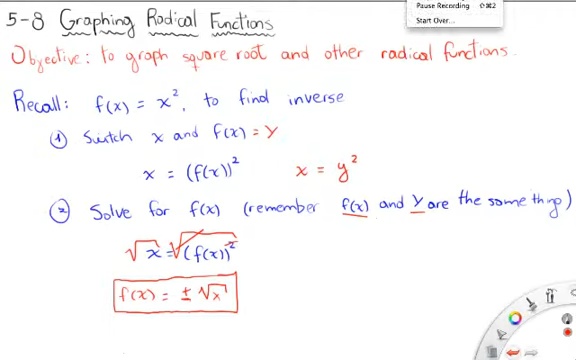 Pause Recording ⇧⌘2
Start Over...
5-8 Graphing Radical Functions
Objective: to graph square root and other radical functions.
Recall: f(x) = x², to find inverse
① Switch x and f(x) = y
x = (f(x))² x = y²
② Solve for f(x) (remember f(x) and y are the same thing)
√x = √(f(x))²
f(x) = ±√x